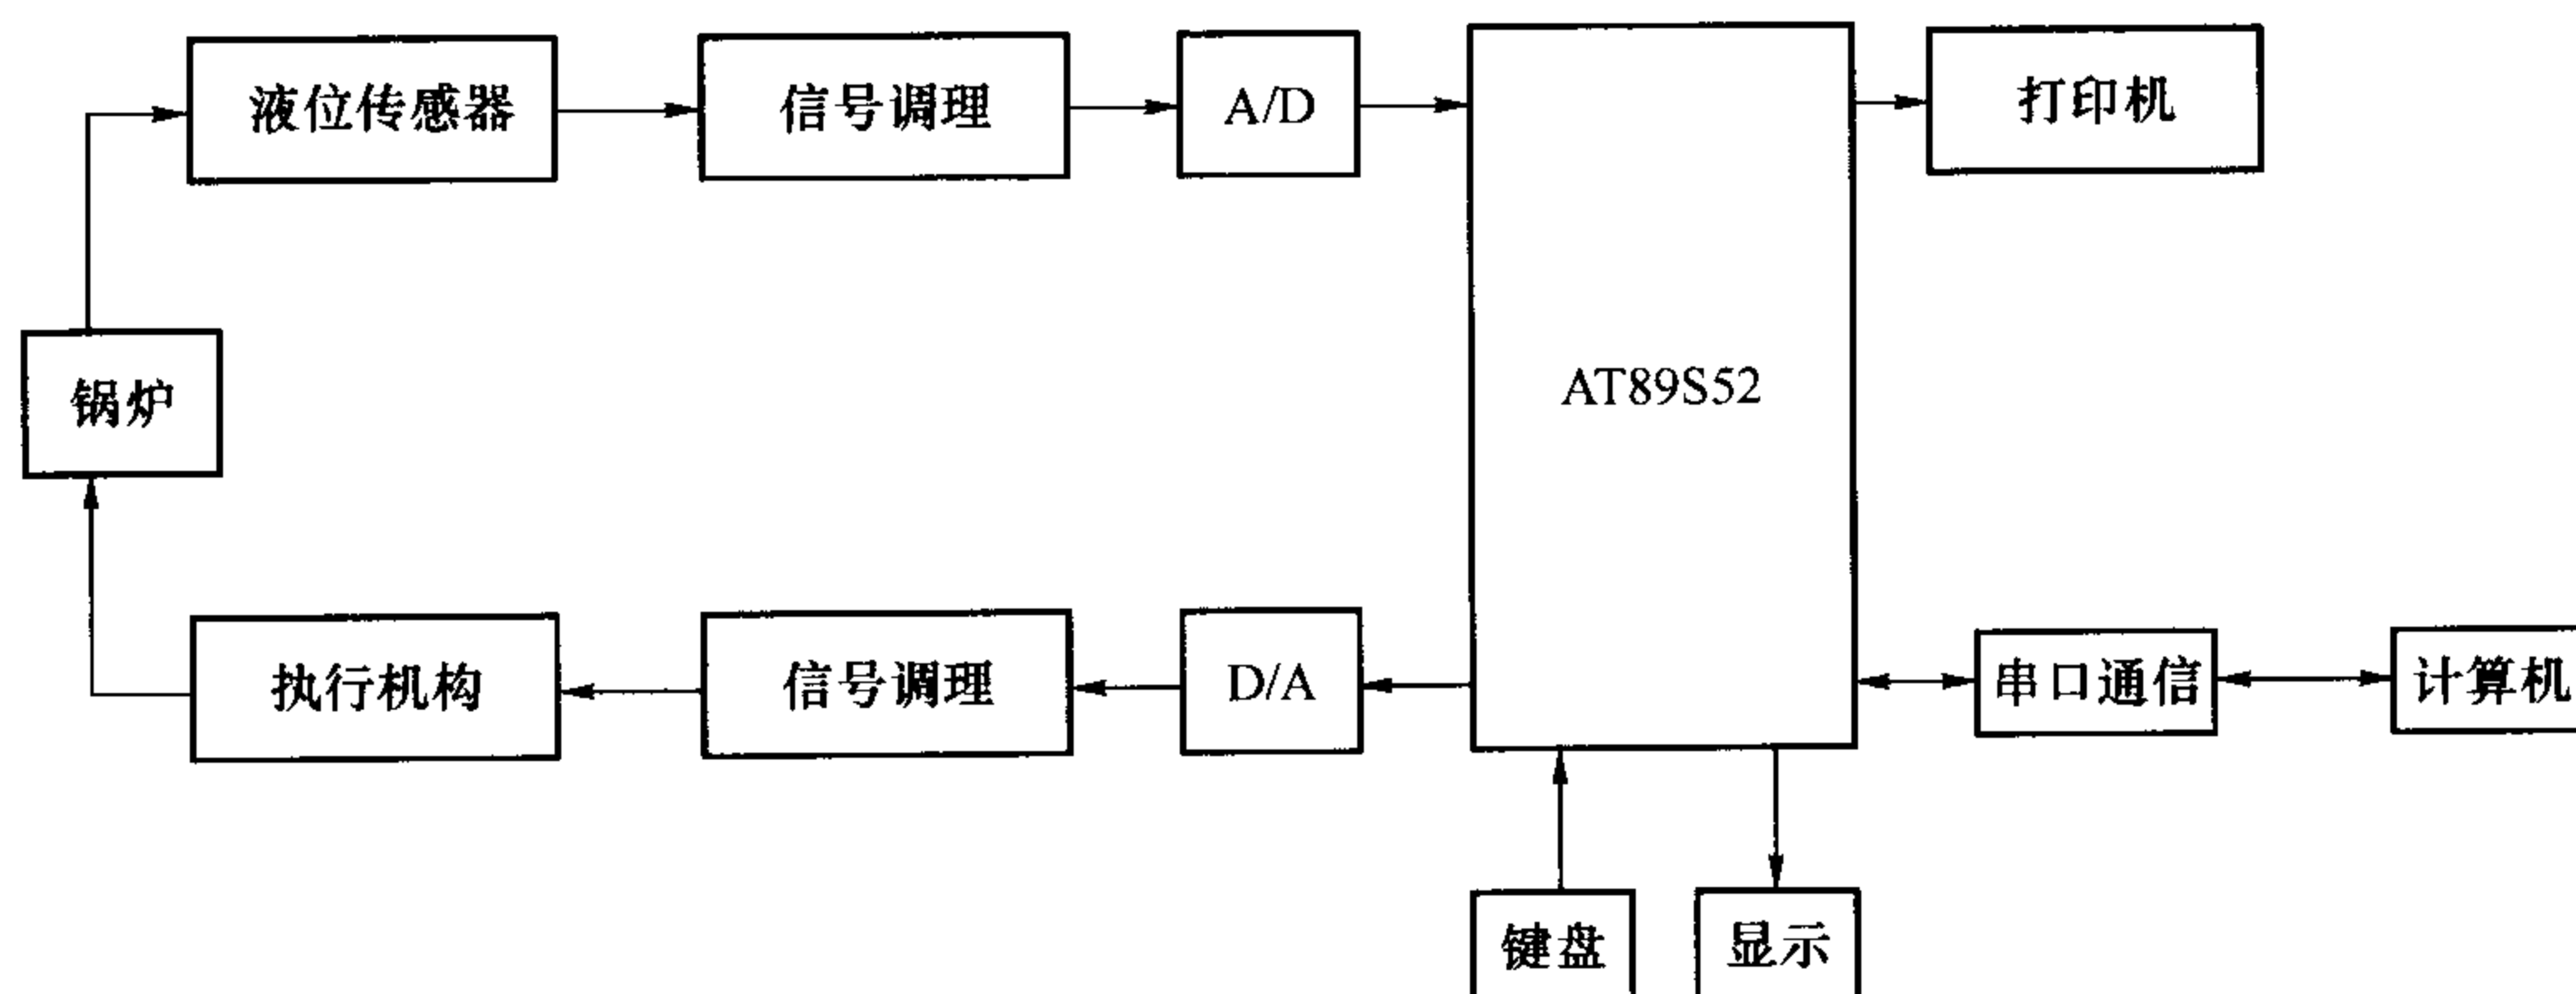 液位传感器
信号调理
A/D
打印机
AT89S52
锅炉
执行机构
信号调理
D/A
串口通信
计算机
键盘
显示